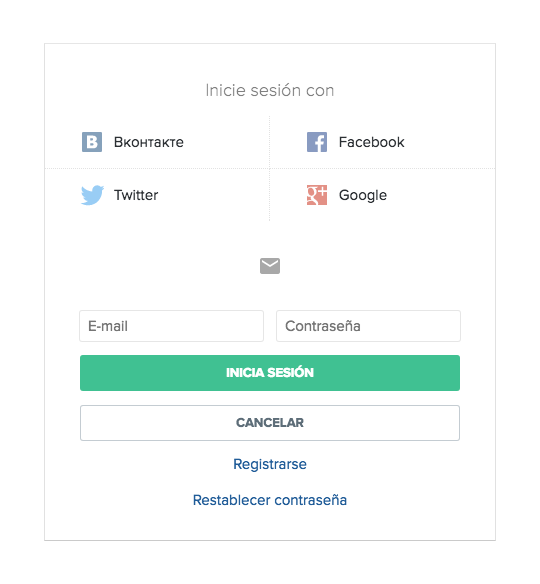 Inicie sesión con
Вконтакте
Facebook
Twitter
Google
E-mail
Contraseña
INICIA SESIÓN
CANCELAR
Registrarse
Restablecer contraseña